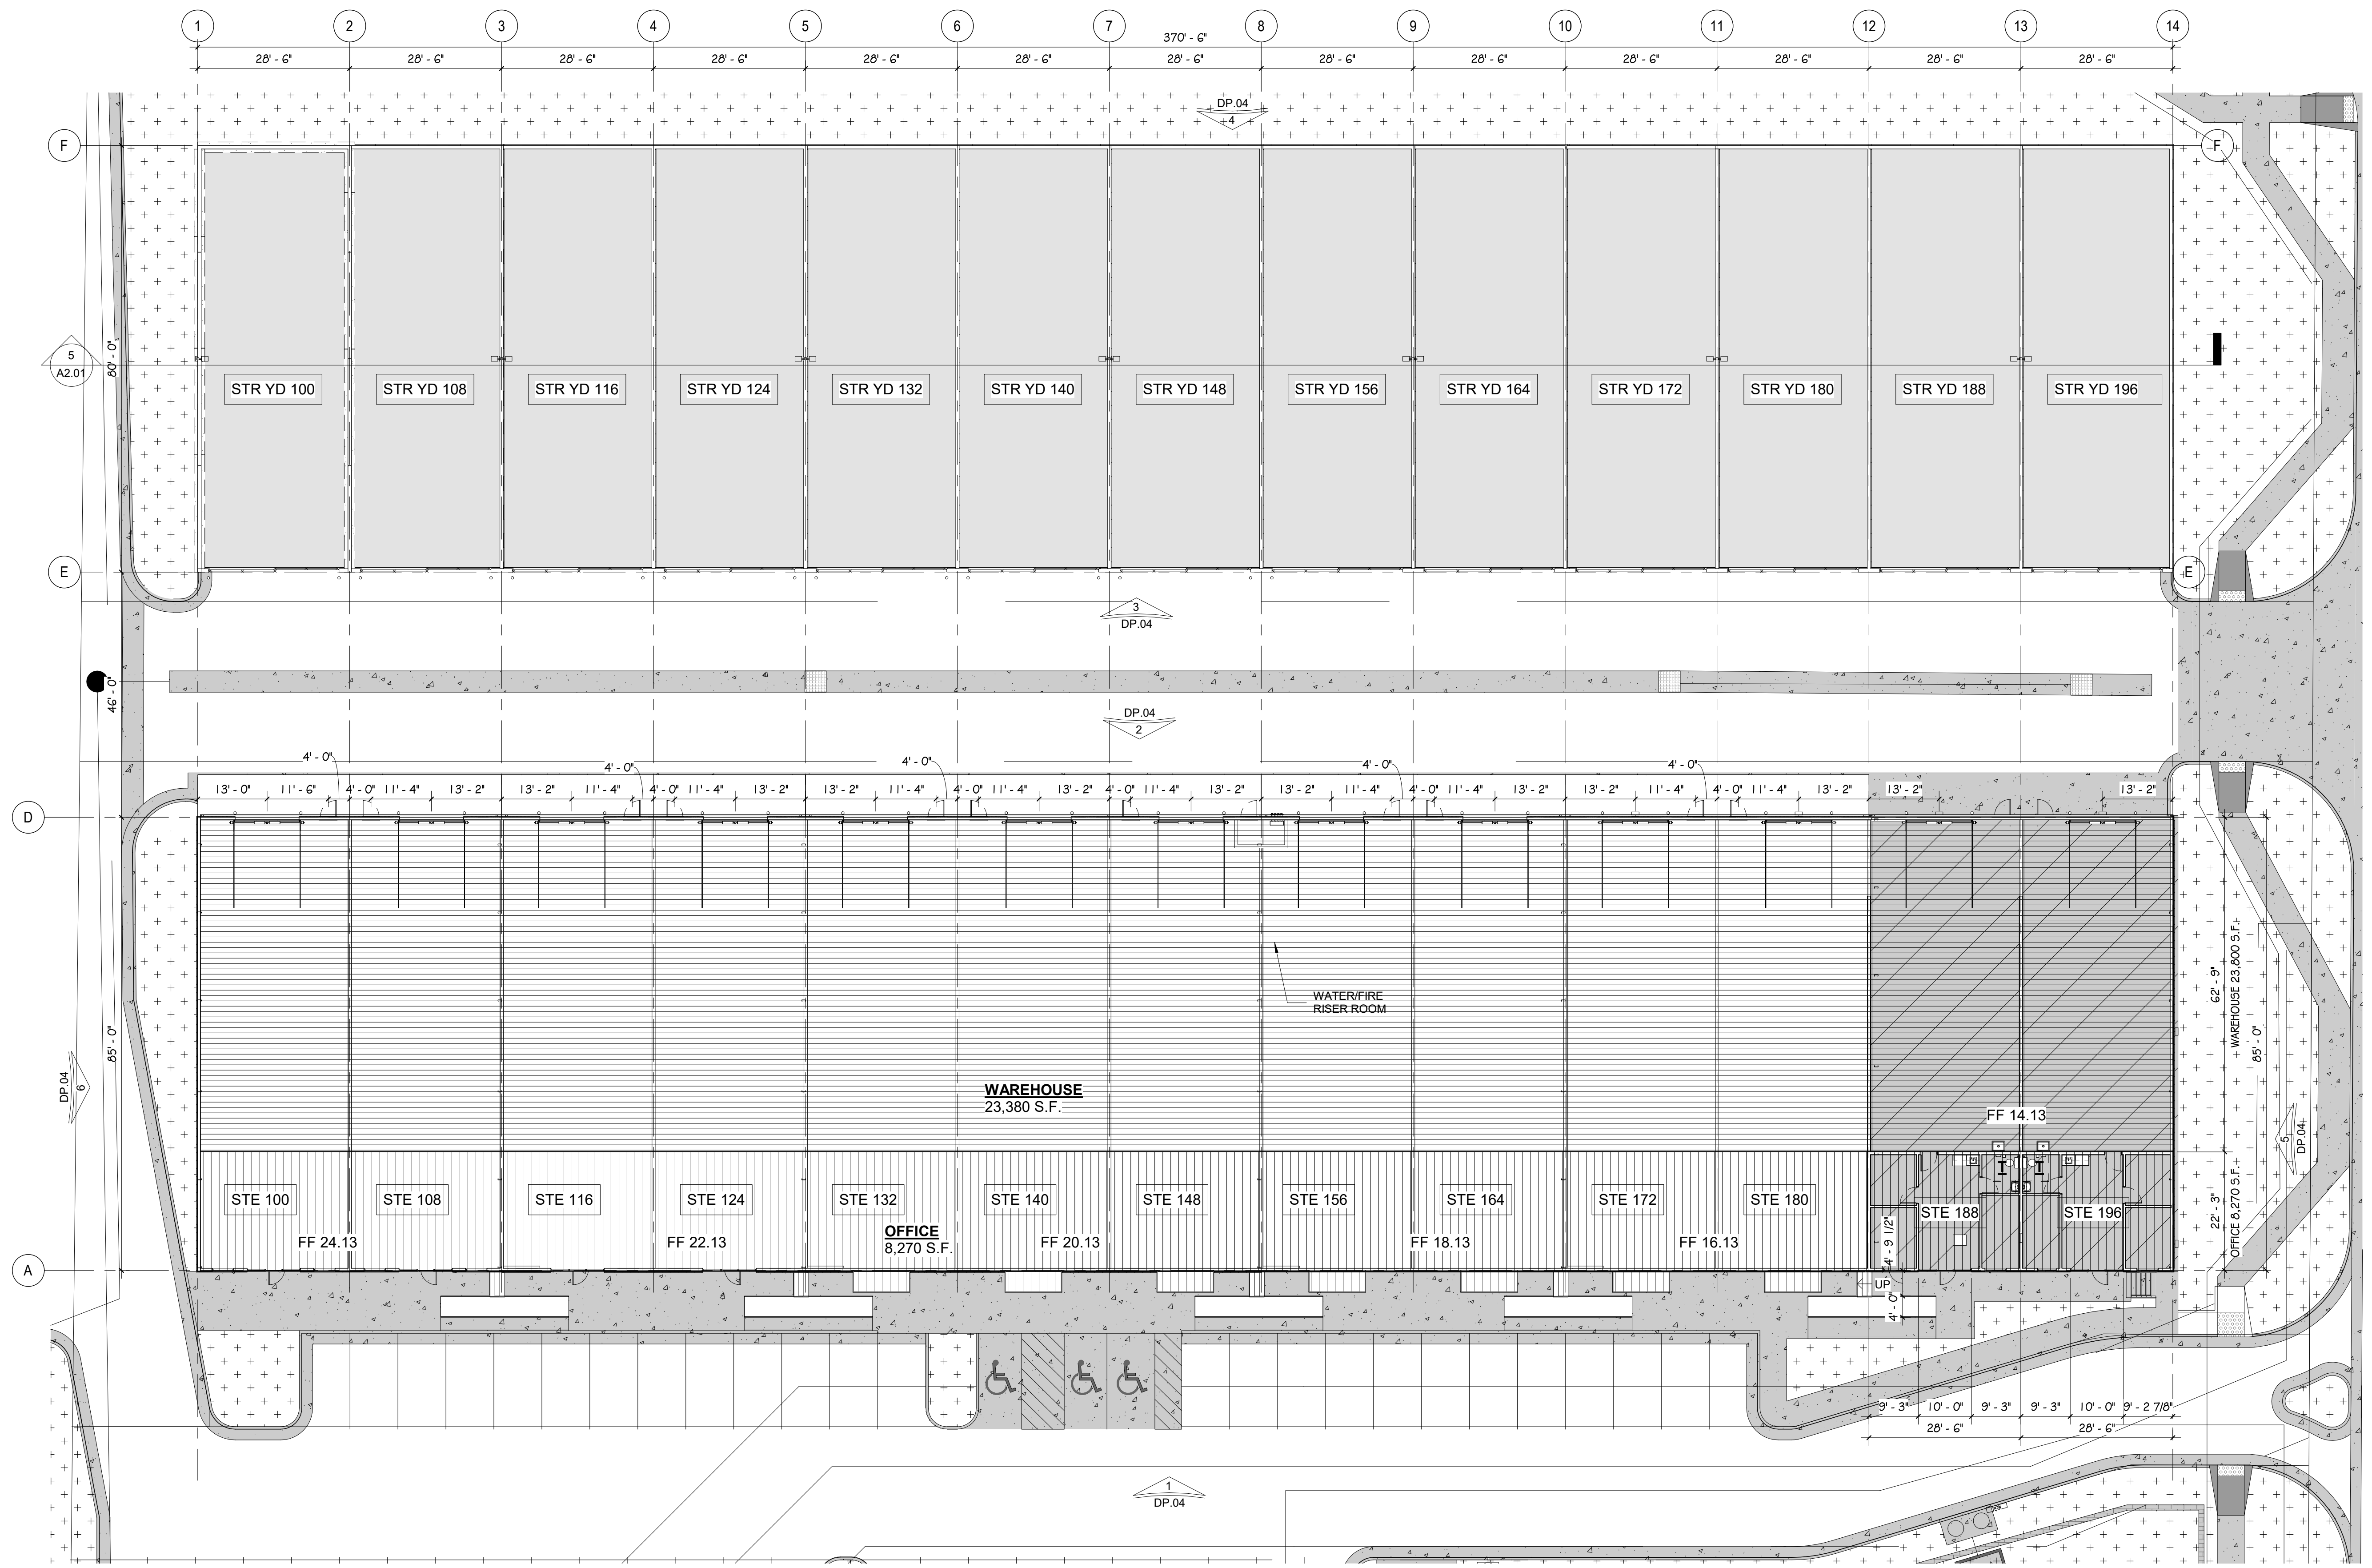 1 2 3 4 5 6 7 8 9 10 11 12 13 14
370' - 6"
28' - 6" 28' - 6" 28' - 6" 28' - 6" 28' - 6" 28' - 6" 28' - 6" 28' - 6" 28' - 6" 28' - 6" 28' - 6" 28' - 6" 28' - 6"
DP.04
4
F F
80' - 0"
5
A2.01
STR YD 100 STR YD 108 STR YD 116 STR YD 124 STR YD 132 STR YD 140 STR YD 148 STR YD 156 STR YD 164 STR YD 172 STR YD 180 STR YD 188 STR YD 196
E E
3
DP.04
46' - 0"
DP.04
2
4' - 0" 4' - 0" 4' - 0" 4' - 0" 4' - 0"
13' - 0" 11' - 6" 4' - 0" 11' - 4" 13' - 2" 13' - 2" 11' - 4" 4' - 0" 11' - 4" 13' - 2" 13' - 2" 11' - 4" 4' - 0" 11' - 4" 13' - 2" 4' - 0" 11' - 4" 13' - 2" 13' - 2" 11' - 4" 4' - 0" 11' - 4" 13' - 2" 13' - 2" 11' - 4" 4' - 0" 11' - 4" 13' - 2" 13' - 2" 13' - 2"
D
WATER/FIRE
RISER ROOM
62' - 9"
WAREHOUSE 23,800 S.F.
85' - 0"
85' - 0"
DP.04
6
WAREHOUSE
23,380 S.F.
FF 14.13
5
DP.04
T T
STE 100 STE 108 STE 116 STE 124 STE 132 STE 140 STE 148 STE 156 STE 164 STE 172 STE 180 STE 188 STE 196
22' - 3"
OFFICE 8,270 S.F.
OFFICE
8,270 S.F.
FF 24.13 FF 22.13 FF 20.13 FF 18.13 FF 16.13
4' - 9 1/2"
A
UP
4' - 0"
9' - 3" 10' - 0" 9' - 3" 9' - 3" 10' - 0" 9' - 2 7/8"
28' - 6" 28' - 6"
1
DP.04